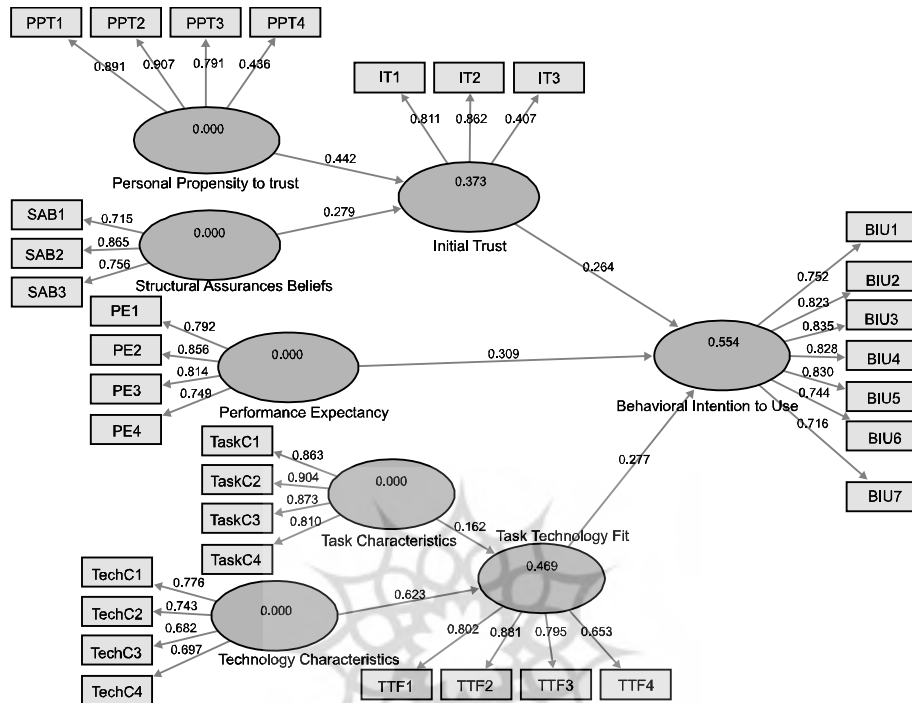 PPT1 PPT2 PPT3 PPT4
0.891 0.907 0.791 0.436
0.000
Personal Propensity to trust
IT1 IT2 IT3
0.811 0.862 0.407
0.442
0.373
Initial Trust
SAB1
SAB2
SAB3
0.715
0.865
0.756
0.000
Structural Assurances Beliefs
0.279
0.264
PE1
PE2
PE3
PE4
0.792
0.856
0.814
0.749
0.000
Performance Expectancy
0.309
0.554
Behavioral Intention to Use
0.752
0.823
0.835
0.828
0.830
0.744
0.716
BIU1
BIU2
BIU3
BIU4
BIU5
BIU6
BIU7
TaskC1
TaskC2
TaskC3
TaskC4
0.863
0.904
0.873
0.810
0.000
Task Characteristics
0.162
0.277
Task Technology Fit
0.469
TechC1
TechC2
TechC3
TechC4
0.776
0.743
0.682
0.697
0.000
Technology Characteristics
0.623
0.802 0.881 0.795 0.653
TTF1 TTF2 TTF3 TTF4